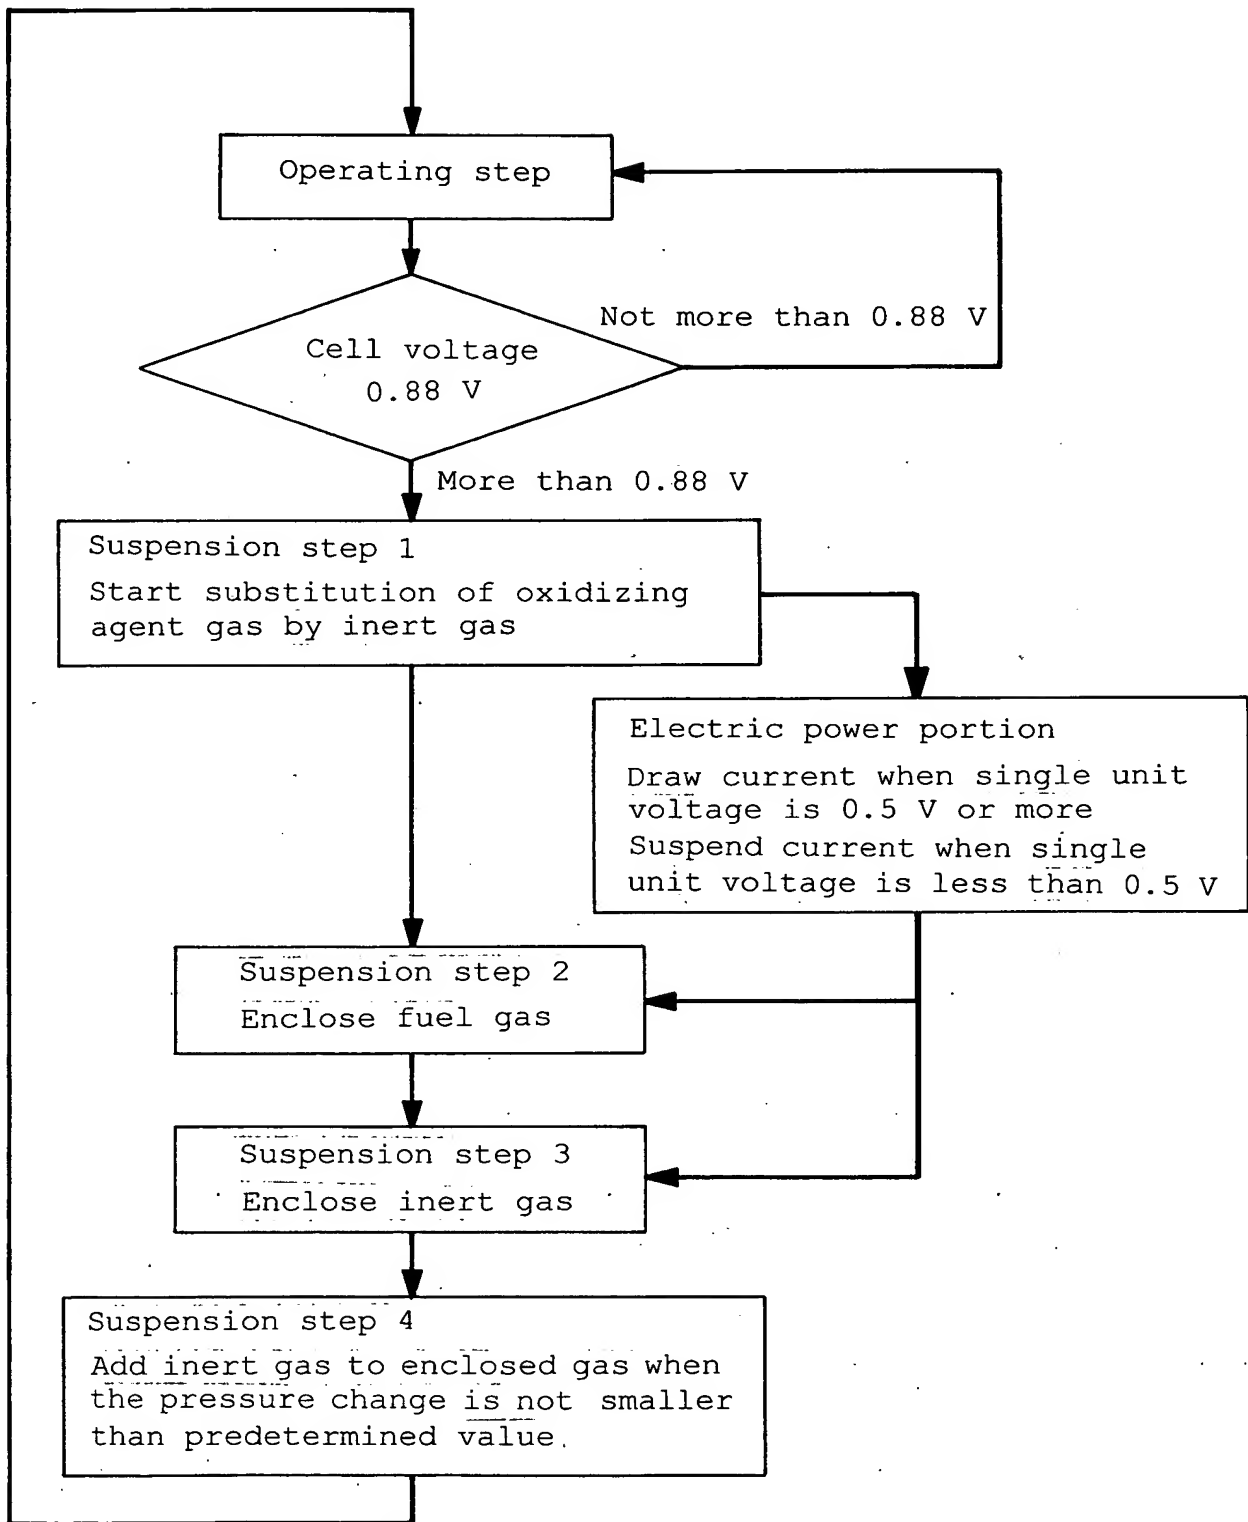 Operating step
Not more than 0.88 V
Cell voltage
0.88 V
More than 0.88 V
Suspension step 1
Start substitution of oxidizing
agent gas by inert gas
Electric power portion
Draw current when single unit
voltage is 0.5 V or more
Suspend current when single
unit voltage is less than 0.5 V
Suspension step 2
Enclose fuel gas
Suspension step 3
Enclose inert gas
Suspension step 4
Add inert gas to enclosed gas when
the pressure change is not smaller
than predetermined value.